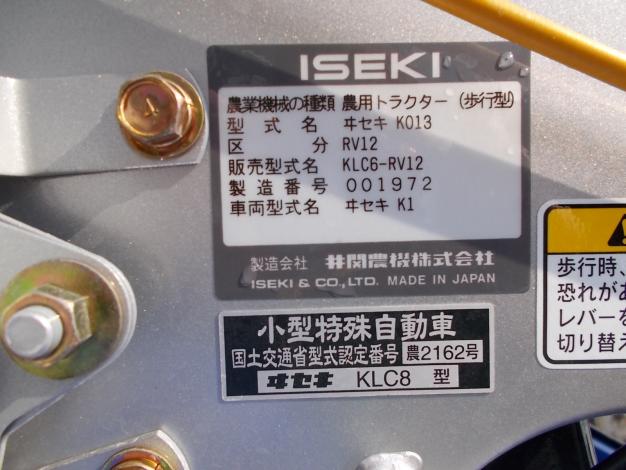 ISEKI
農業機械の種類 農用トラクター (歩行型)
型式名 ヰセキ K013
区分 RV12
販売型式名 KLC6-RV12
製造番号 001972
車両型式名 ヰセキ K1
製造会社 井関農機株式会社
ISEKI & CO., LTD. MADE IN JAPAN
小型特殊自動車
国土交通省型式認定番号 農2162号
ヰセキ KLC8 型
歩行時、
恐れがあ
レバーを
切り替え